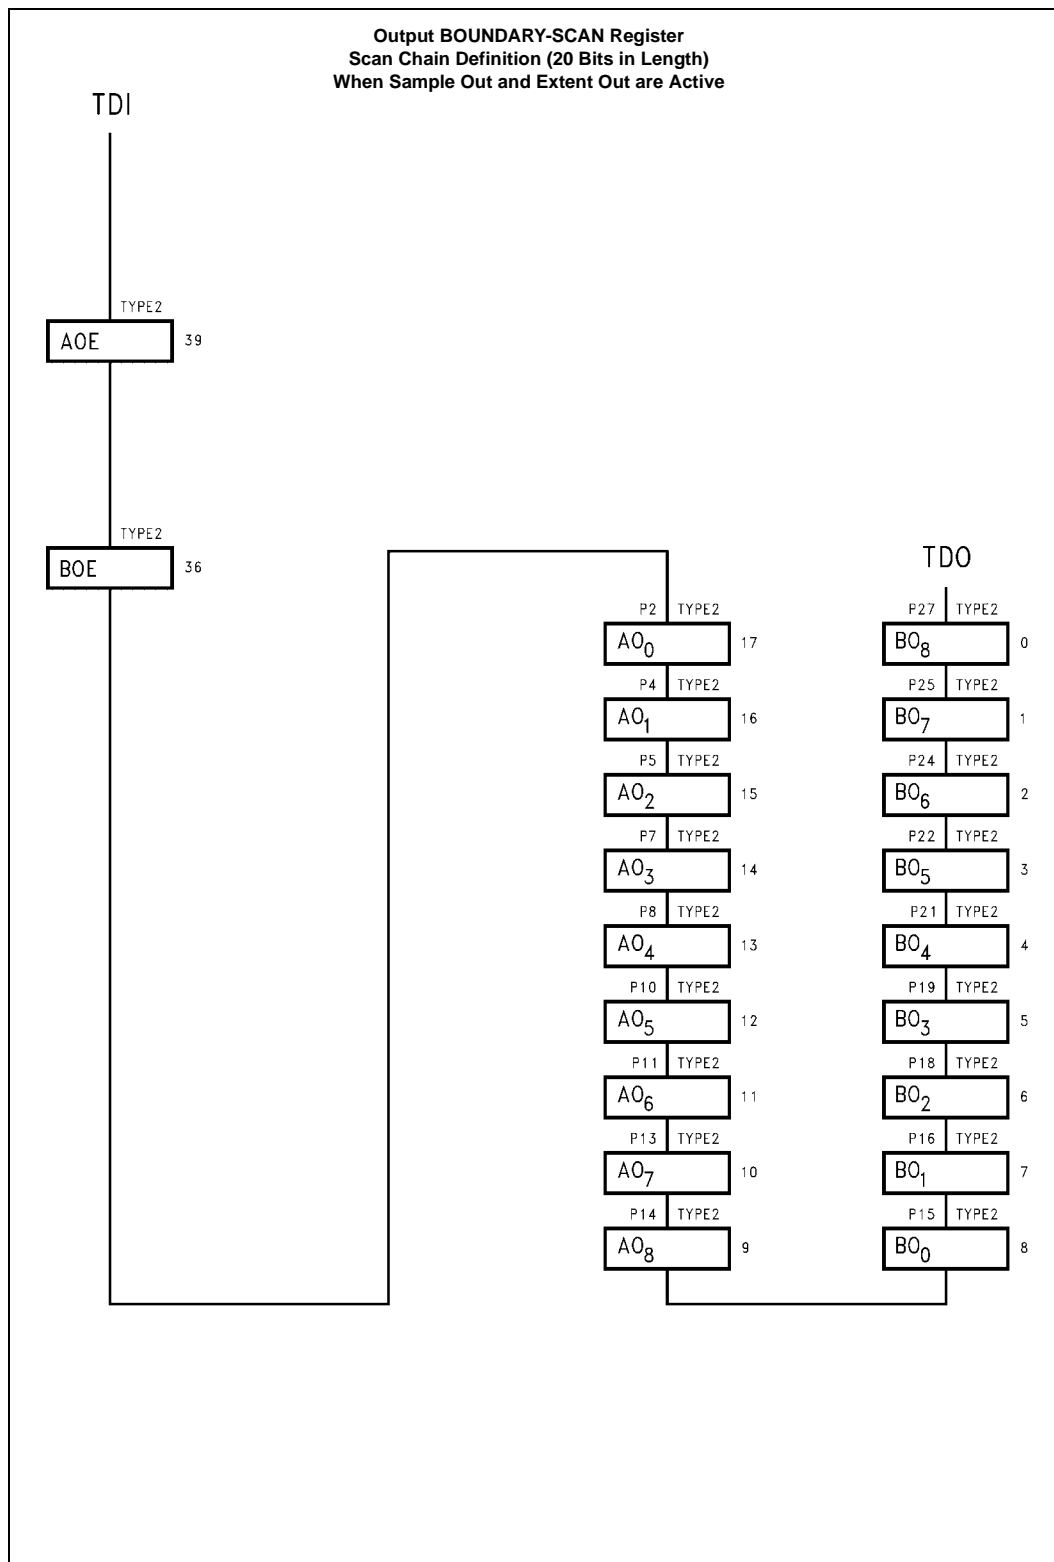 Output BOUNDARY-SCAN Register
Scan Chain Definition (20 Bits in Length)
When Sample Out and Extent Out are Active
TDI
TYPE2
AOE 39
TYPE2
BOE 36
P2 TYPE2
AO0 17
P4 TYPE2
AO1 16
P5 TYPE2
AO2 15
P7 TYPE2
AO3 14
P8 TYPE2
AO4 13
P10 TYPE2
AO5 12
P11 TYPE2
AO6 11
P13 TYPE2
AO7 10
P14 TYPE2
AO8 9
TDO
P27 TYPE2
BO8 0
P25 TYPE2
BO7 1
P24 TYPE2
BO6 2
P22 TYPE2
BO5 3
P21 TYPE2
BO4 4
P19 TYPE2
BO3 5
P18 TYPE2
BO2 6
P16 TYPE2
BO1 7
P15 TYPE2
BO0 8